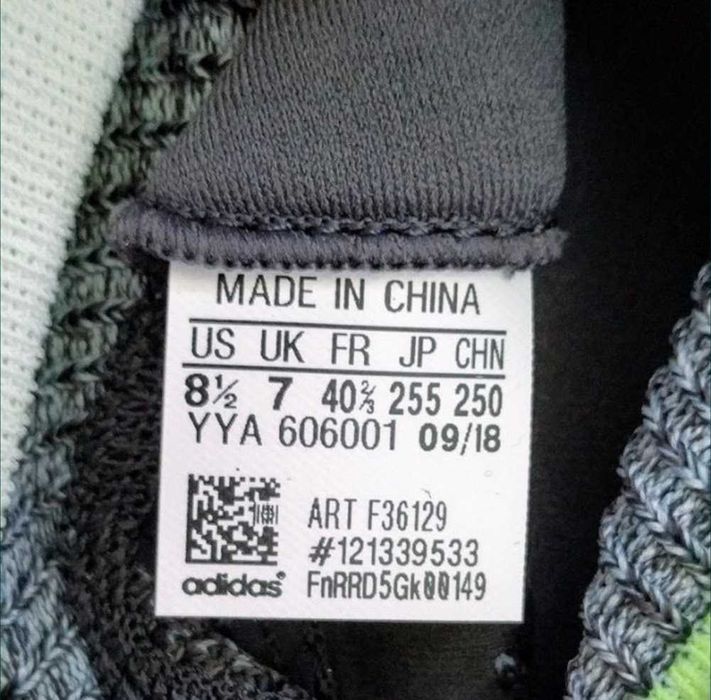 MADE IN CHINA
US UK FR JP CHN
8½ 7 40⅔ 255 250
YYA 606001 09/18
ART F36129
#121339533
adidas® FnRRD5Gk00149